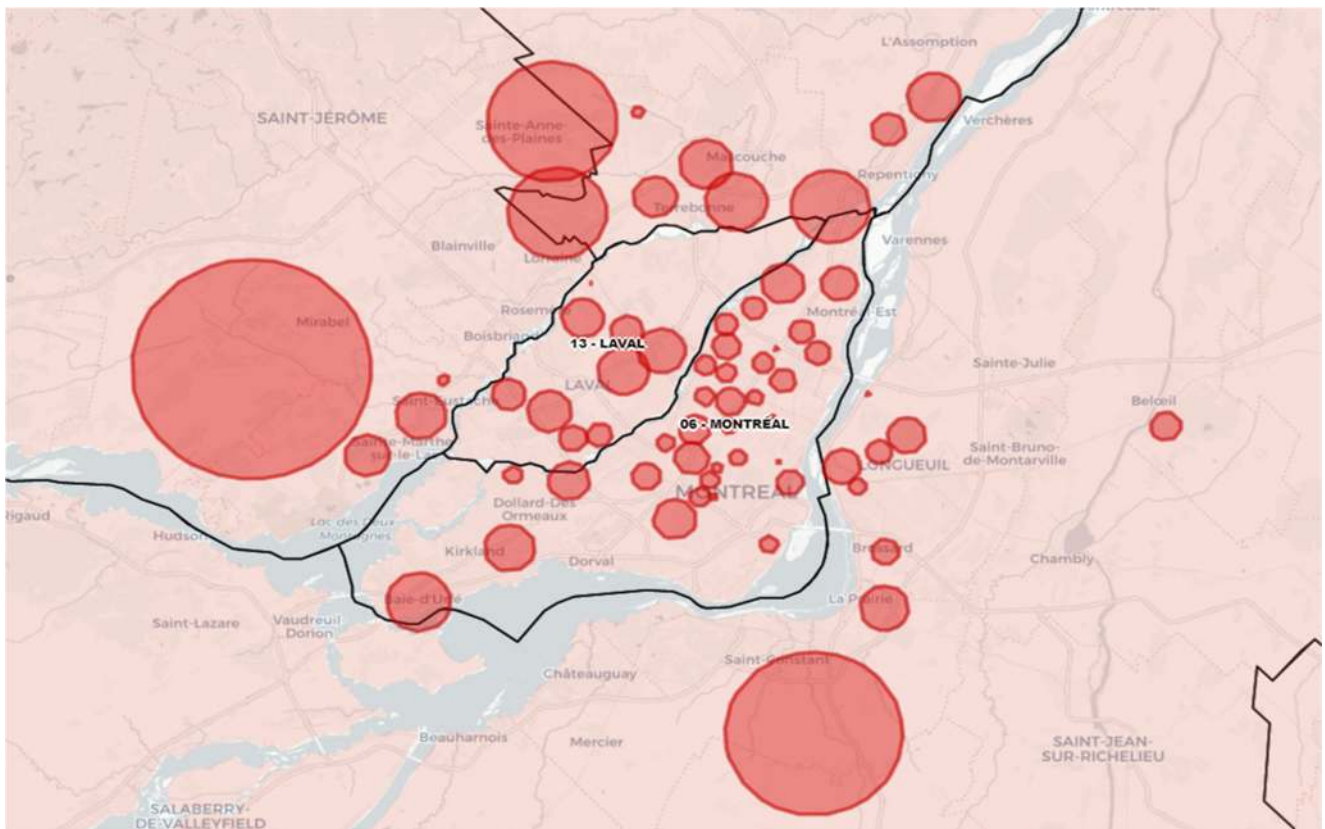 L'Assomption
SAINT-JÉRÔME
Sainte-Anne-
des-Plaines
Verchères
Mascouche
Repentigny
Terrebonne
Varennes
Blainville
Lorraine
Mirabel
Rosemère
Montréal-Est
Boisbriand
13 - LAVAL
Sainte-Julie
LAVAL
Saint-Eustache
Belœil
06 - MONTRÉAL
Sainte-Marthe-
sur-le-Lac
LONGUEUIL
Saint-Bruno-
de-Montarville
MONTRÉAL
Dollard-Des
Ormeaux
Rigaud
Lac des Deux
Montagnes
Hudson
Kirkland
Brossard
Chambly
Dorval
Baie-d'Urfé
La Prairie
Saint-Lazare
Vaudreuil
Dorion
Saint-Constant
Châteauguay
Beauharnois
Mercier
SAINT-JEAN-
SUR-RICHELIEU
SALABERRY-
DE-VALLEYFIELD